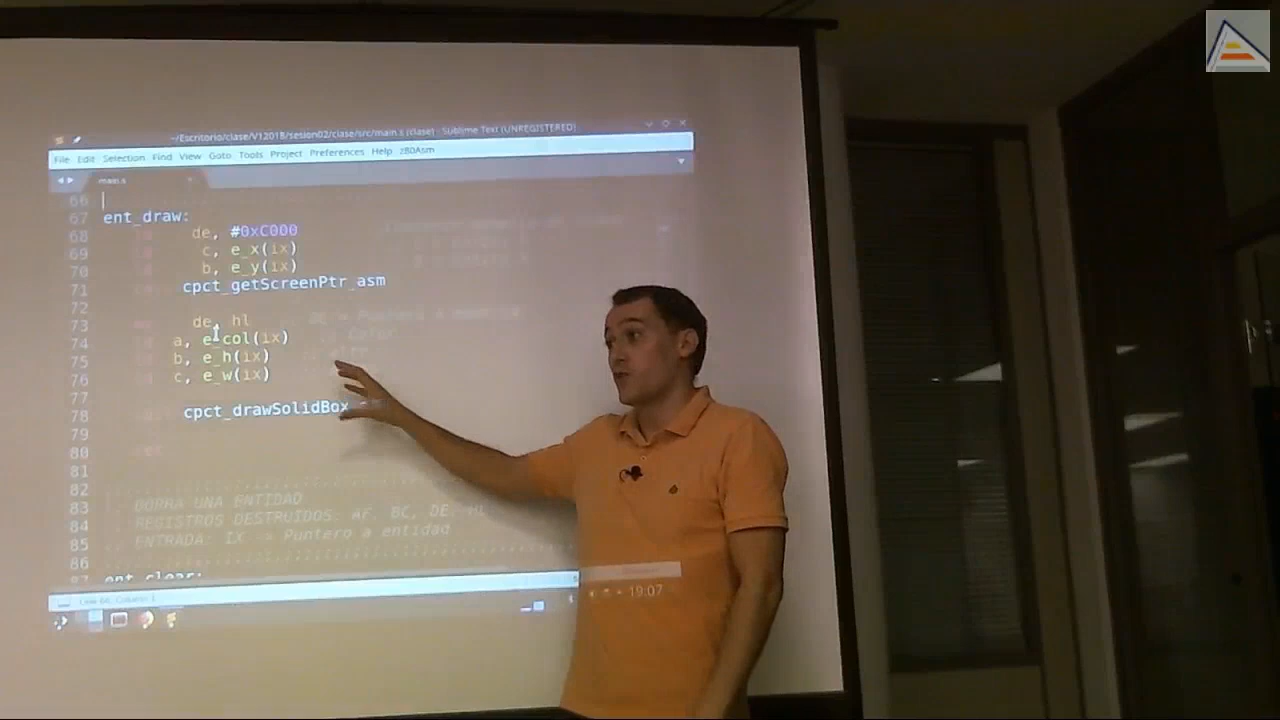 ~/Escritorio/clase/V12018/sesion02/clase/src/main.s (clase) - Sublime Text (UNREGISTERED)
File Edit Selection Find View Goto Tools Project Preferences Help z80Asm
main.s
66
67 ent_draw:
68 de, #0xC000
69 c, e_x(ix)
70 b, e_y(ix)
71 cpct_getScreenPtr_asm
72
73 de, hl
74 a, e_col(ix)
75 b, e_h(ix)
76 c, e_w(ix)
77
78 cpct_drawSolidBox
79
80 ret
81
82
83 BORRA UNA ENTIDAD
84 REGISTROS DESTRUIDOS: AF, BC, DE, HL
85 ENTRADA: IX => Puntero a entidad
86
87 ent_clear:
19:07